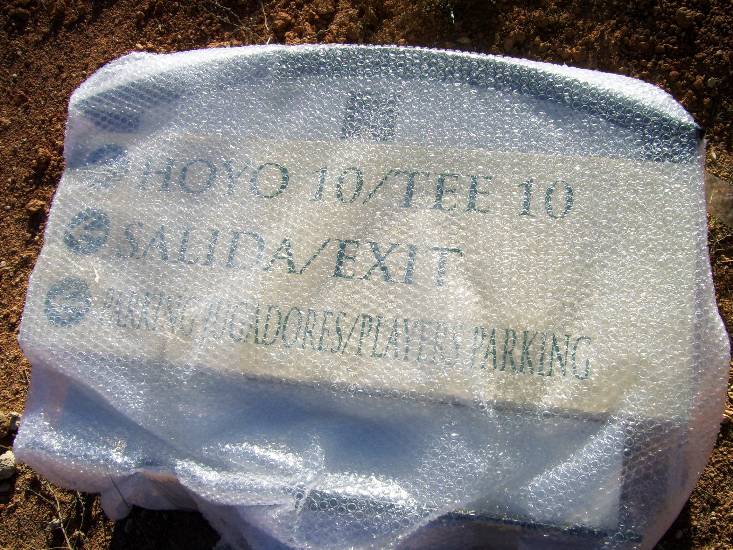 HOYO 10/TEE 10
SALIDA/EXIT
PARKING JUGADORES/PLAYERS PARKING